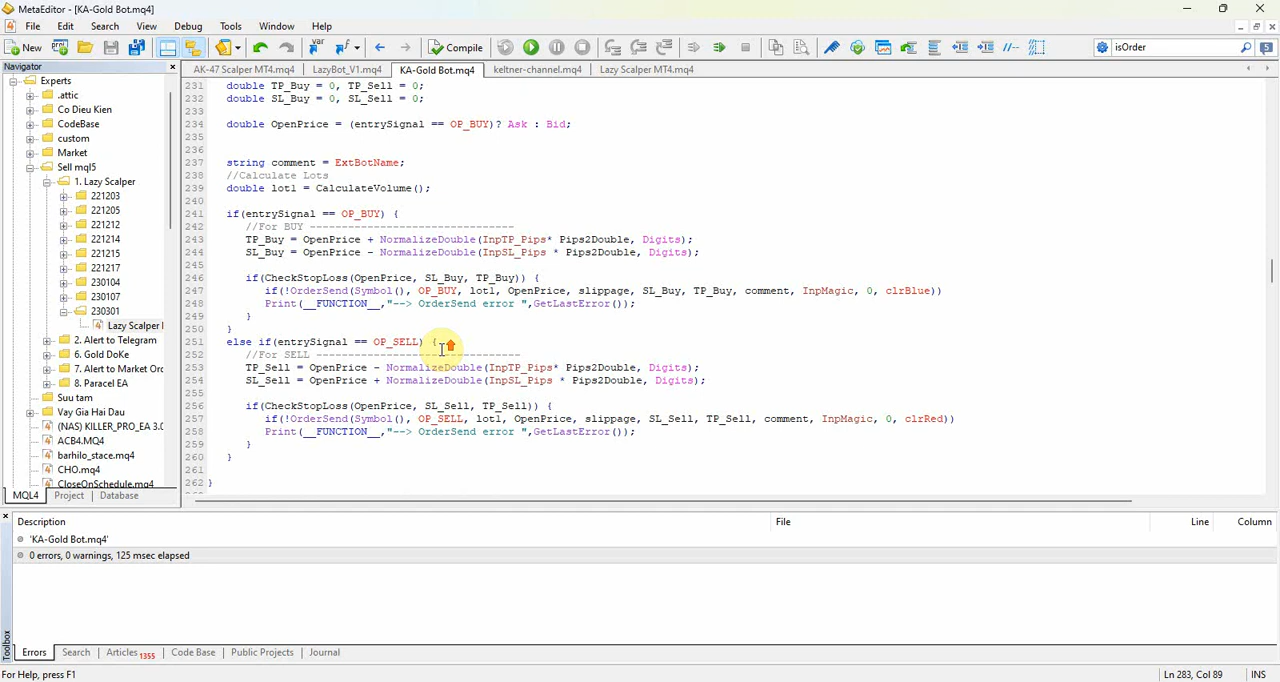 MetaEditor - [KA-Gold Bot.mq4]
File Edit Search View Debug Tools Window Help
New Compile isOrder 5
Navigator
AK-47 Scalper MT4.mq4 LazyBot_V1.mq4 KA-Gold Bot.mq4 keltner-channel.mq4 Lazy Scalper MT4.mq4
Experts
.attic
Co Dieu Kien
CodeBase
custom
Market
Sell mql5
1. Lazy Scalper
221203
221205
221212
221214
221215
221217
230104
230107
230301
Lazy Scalper
2. Alert to Telegram
6. Gold DoKe
7. Alert to Market Orc
8. Paracel EA
Suu tam
Vay Gia Hai Dau
(NAS) KILLER_PRO_EA 3.0
ACB4.MQ4
barhilo_stace.mq4
CHO.mq4
CloseOnSchedule.mq4
MQL4 Project Database
231 double TP_Buy = 0, TP_Sell = 0;
232 double SL_Buy = 0, SL_Sell = 0;
233
234 double OpenPrice = (entrySignal == OP_BUY)? Ask : Bid;
235
236
237 string comment = ExtBotName;
238 //Calculate Lots
239 double lot1 = CalculateVolume();
240
241 if(entrySignal == OP_BUY) {
242 //For BUY --------------------------------
243 TP_Buy = OpenPrice + NormalizeDouble(InpTP_Pips* Pips2Double, Digits);
244 SL_Buy = OpenPrice - NormalizeDouble(InpSL_Pips * Pips2Double, Digits);
245
246 if(CheckStopLoss(OpenPrice, SL_Buy, TP_Buy)) {
247 if(!OrderSend(Symbol(), OP_BUY, lot1, OpenPrice, slippage, SL_Buy, TP_Buy, comment, InpMagic, 0, clrBlue))
248 Print(__FUNCTION__,"--> OrderSend error ",GetLastError());
249 }
250 }
251 else if(entrySignal == OP_SELL) {
252 //For SELL --------------------------------
253 TP_Sell = OpenPrice - NormalizeDouble(InpTP_Pips* Pips2Double, Digits);
254 SL_Sell = OpenPrice + NormalizeDouble(InpSL_Pips * Pips2Double, Digits);
255
256 if(CheckStopLoss(OpenPrice, SL_Sell, TP_Sell)) {
257 if(!OrderSend(Symbol(), OP_SELL, lot1, OpenPrice, slippage, SL_Sell, TP_Sell, comment, InpMagic, 0, clrRed))
258 Print(__FUNCTION__,"--> OrderSend error ",GetLastError());
259 }
260 }
261
262 }
Description File Line Column
'KA-Gold Bot.mq4'
0 errors, 0 warnings, 125 msec elapsed
Toolbox
Errors Search Articles 1355 Code Base Public Projects Journal
For Help, press F1 Ln 283, Col 89 INS